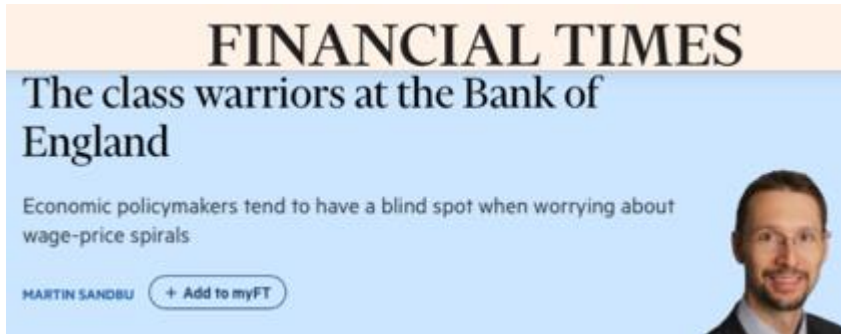 FINANCIAL TIMES
The class warriors at the Bank of
England
Economic policymakers tend to have a blind spot when worrying about
wage-price spirals
MARTIN SANDBU + Add to myFT